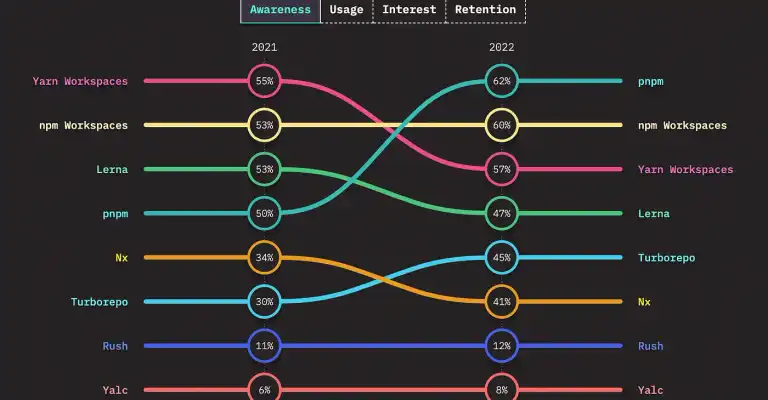 Awareness Usage Interest Retention
2021 2022
Yarn Workspaces 55% 62% pnpm
npm Workspaces 53% 60% npm Workspaces
Lerna 53% 57% Yarn Workspaces
pnpm 50% 47% Lerna
Nx 34% 45% Turborepo
Turborepo 30% 41% Nx
Rush 11% 12% Rush
Yalc 6% 8% Yalc